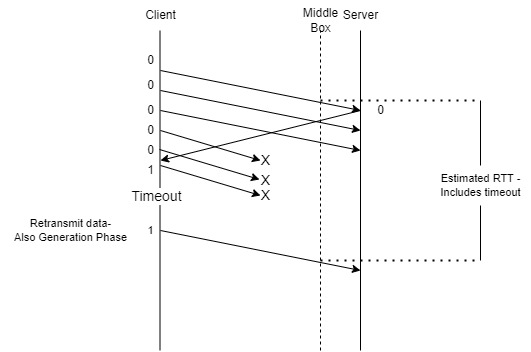 Client
Middle
Box
Server
0
0
0
0
0
0
1
X
X
X
Timeout
Estimated RTT -
Includes timeout
Retransmit data-
Also Generation Phase
1